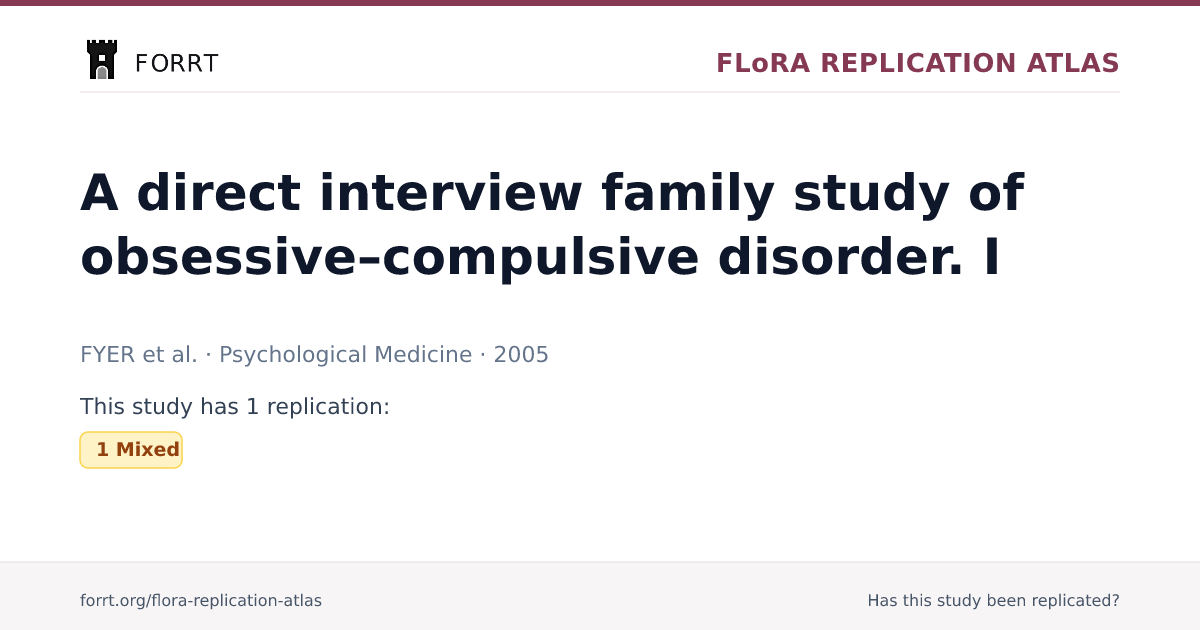 FORRT
FLoRA REPLICATION ATLAS
A direct interview family study of
obsessive–compulsive disorder. I
FYER et al. · Psychological Medicine · 2005
This study has 1 replication:
1 Mixed
forrt.org/flora-replication-atlas
Has this study been replicated?